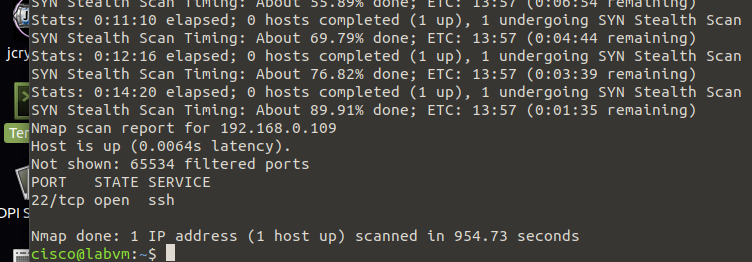 SYN Stealth Scan Timing: About 55.89% done; ETC: 13:57 (0:06:54 remaining)
Stats: 0:11:10 elapsed; 0 hosts completed (1 up), 1 undergoing SYN Stealth Scan
SYN Stealth Scan Timing: About 69.79% done; ETC: 13:57 (0:04:44 remaining)
Stats: 0:12:16 elapsed; 0 hosts completed (1 up), 1 undergoing SYN Stealth Scan
SYN Stealth Scan Timing: About 76.82% done; ETC: 13:57 (0:03:39 remaining)
Stats: 0:14:20 elapsed; 0 hosts completed (1 up), 1 undergoing SYN Stealth Scan
SYN Stealth Scan Timing: About 89.91% done; ETC: 13:57 (0:01:35 remaining)
Nmap scan report for 192.168.0.109
Host is up (0.0064s latency).
Not shown: 65534 filtered ports
PORT   STATE SERVICE
22/tcp open  ssh
Nmap done: 1 IP address (1 host up) scanned in 954.73 seconds
cisco@labvm:~$
jcry
Ter
DPI S